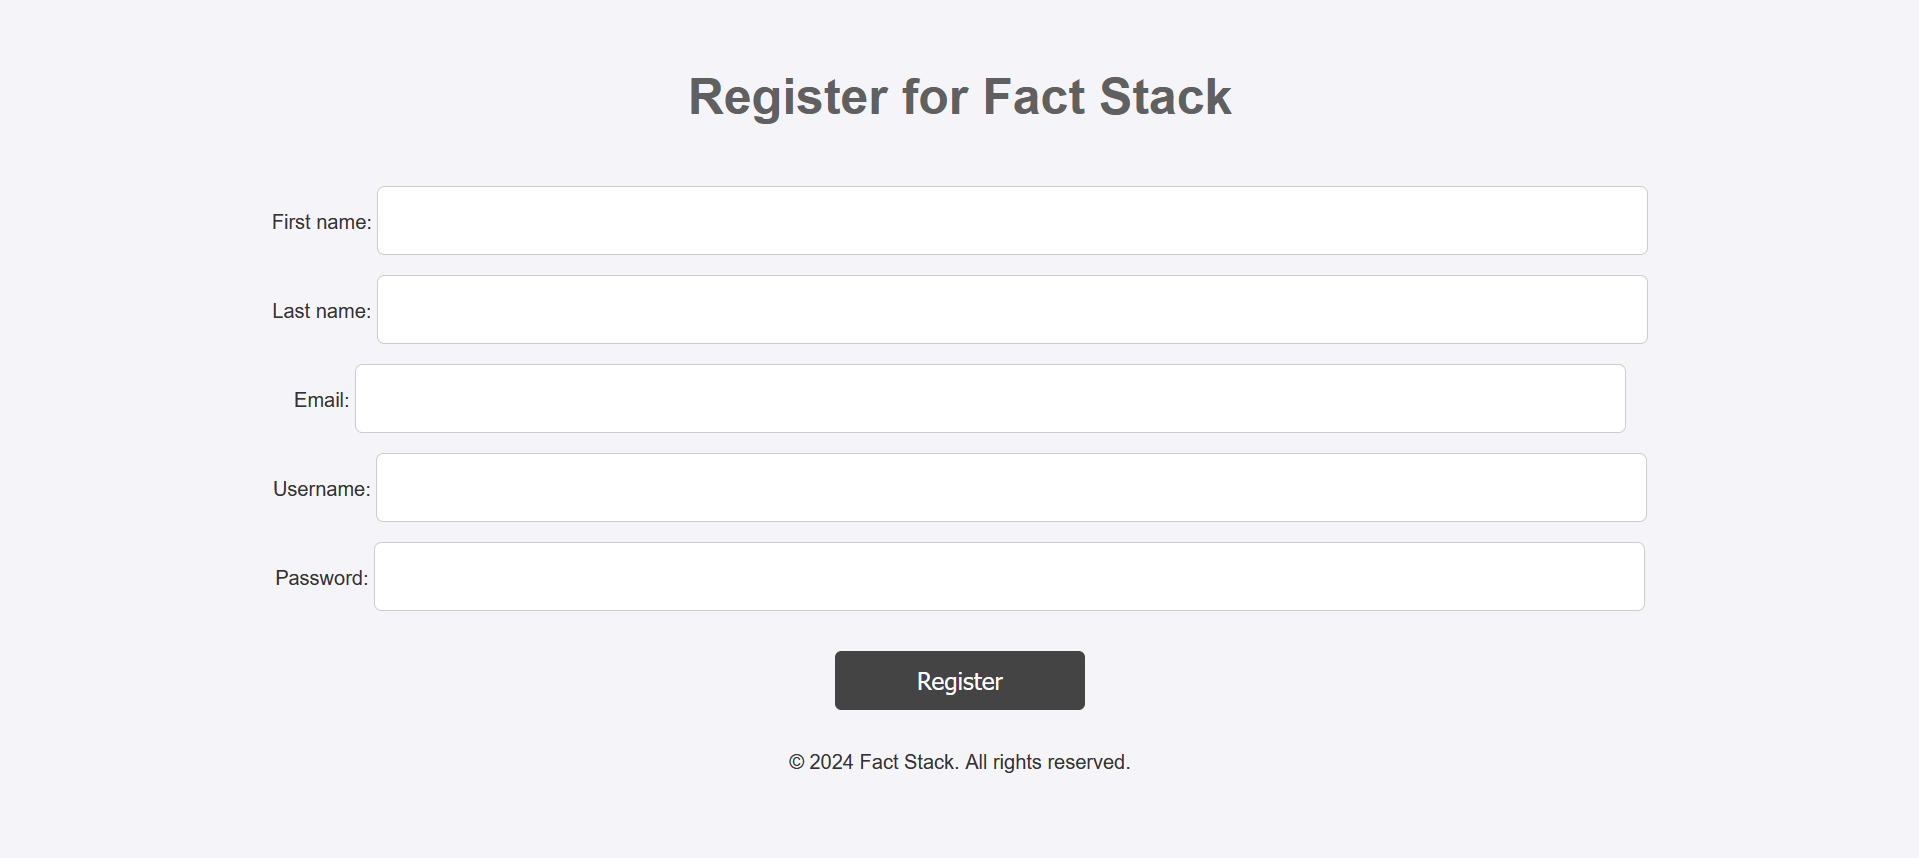 Register for Fact Stack
First name:
Last name:
Email:
Username:
Password:
Register
© 2024 Fact Stack. All rights reserved.